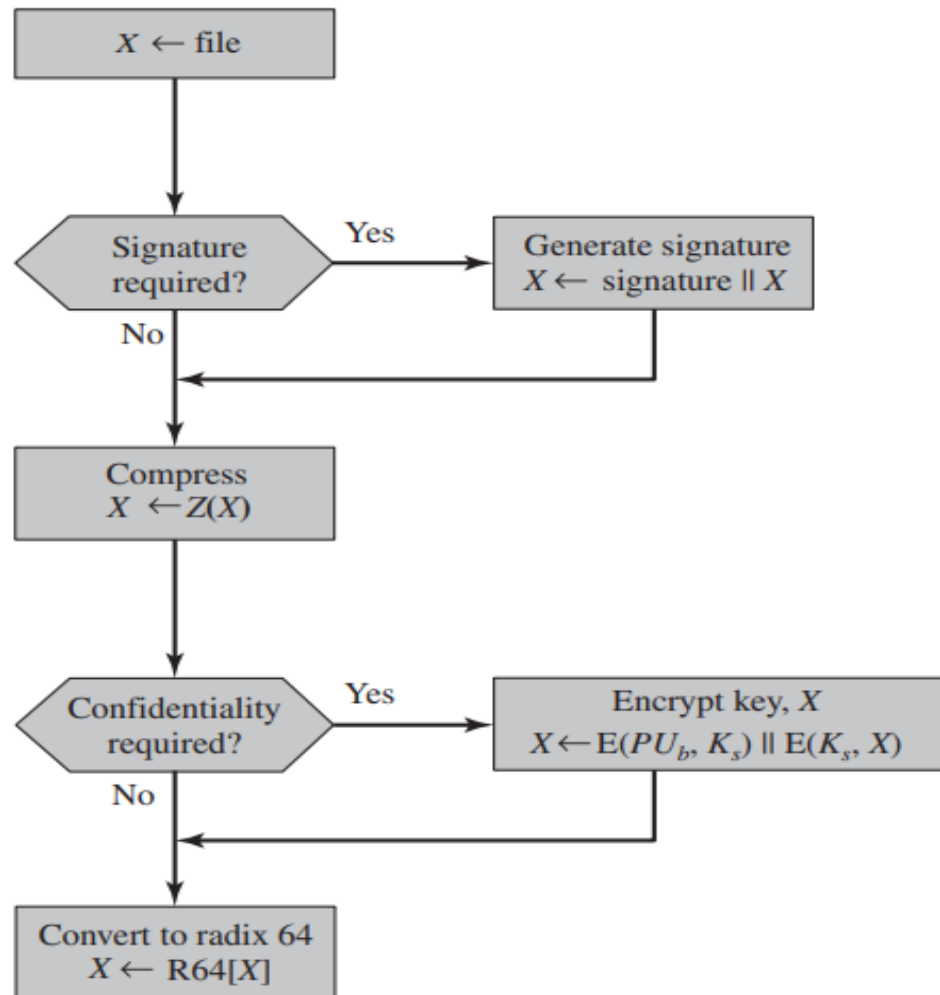 X ← file
Signature
required?
Yes
Generate signature
X ← signature || X
No
Compress
X ← Z(X)
Confidentiality
required?
Yes
Encrypt key, X
X ← E(PU_b, K_s) || E(K_s, X)
No
Convert to radix 64
X ← R64[X]